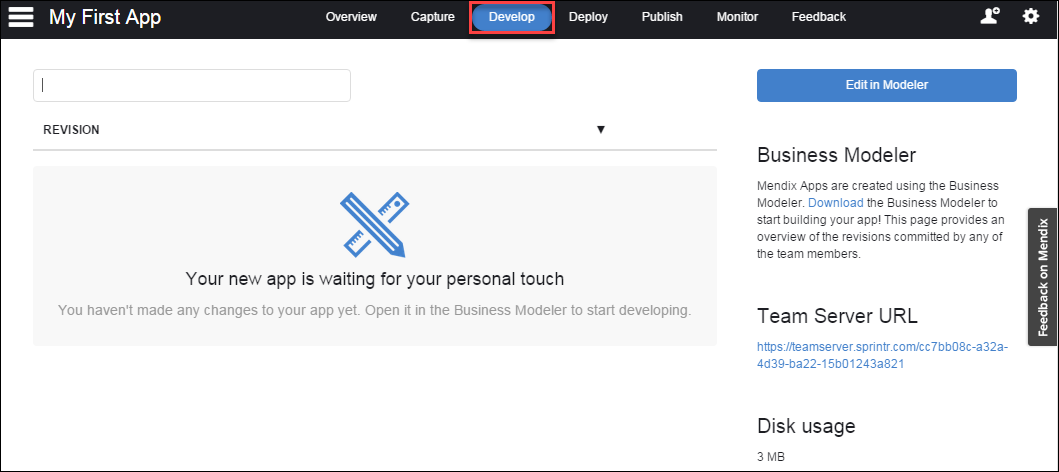 My First App
Overview
Capture
Develop
Deploy
Publish
Monitor
Feedback
Edit in Modeler
REVISION
Your new app is waiting for your personal touch
You haven't made any changes to your app yet. Open it in the Business Modeler to start developing.
Business Modeler
Mendix Apps are created using the Business
Modeler. Download the Business Modeler to
start building your app! This page provides an
overview of the revisions committed by any of
the team members.
Team Server URL
https://teamserver.sprintr.com/cc7bb08c-a32a-
4d39-ba22-15b01243a821
Disk usage
3 MB
Feedback on Mendix